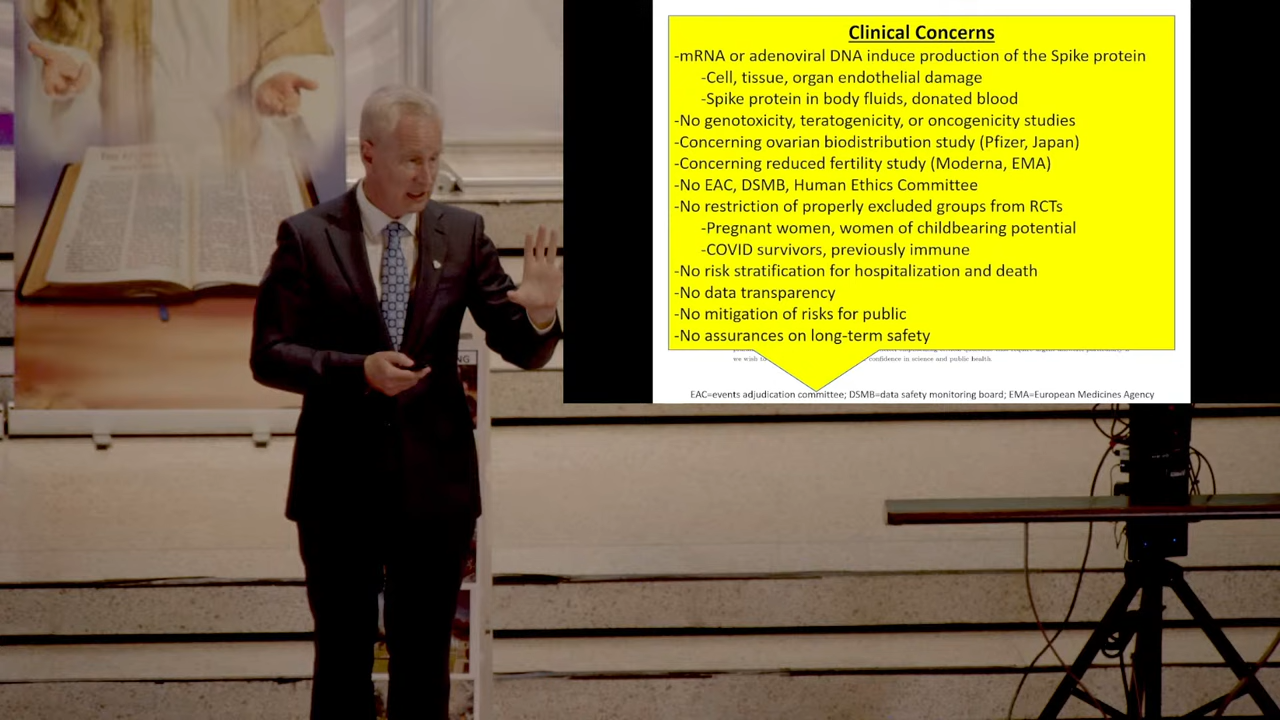 Clinical Concerns
-mRNA or adenoviral DNA induce production of the Spike protein
-Cell, tissue, organ endothelial damage
-Spike protein in body fluids, donated blood
-No genotoxicity, teratogenicity, or oncogenicity studies
-Concerning ovarian biodistribution study (Pfizer, Japan)
-Concerning reduced fertility study (Moderna, EMA)
-No EAC, DSMB, Human Ethics Committee
-No restriction of properly excluded groups from RCTs
-Pregnant women, women of childbearing potential
-COVID survivors, previously immune
-No risk stratification for hospitalization and death
-No data transparency
-No mitigation of risks for public
-No assurances on long-term safety
we wish to confidence in science and public health.
EAC=events adjudication committee; DSMB=data safety monitoring board; EMA=European Medicines Agency
NG